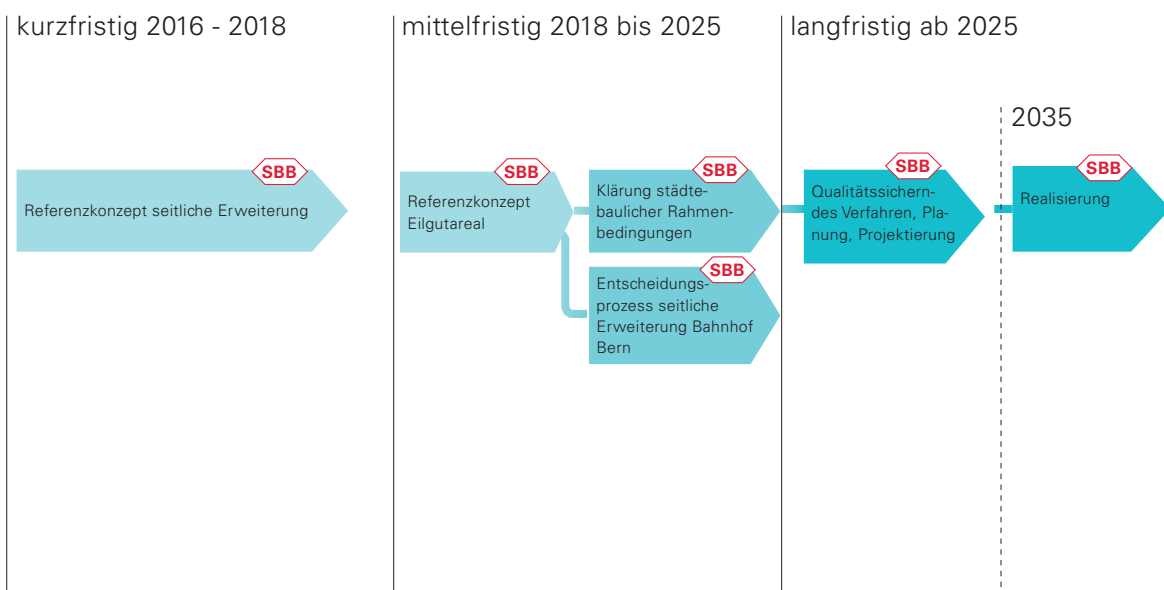 kurzfristig 2016 - 2018
mittelfristig 2018 bis 2025
langfristig ab 2025
2035
SBB
Referenzkonzept seitliche Erweiterung
SBB
Referenzkonzept
Eilgutareal
SBB
Klärung städte-
baulicher Rahmen-
bedingungen
SBB
Entscheidungs-
prozess seitliche
Erweiterung Bahnhof
Bern
SBB
Qualitätssichern-
des Verfahren, Pla-
nung, Projektierung
SBB
Realisierung